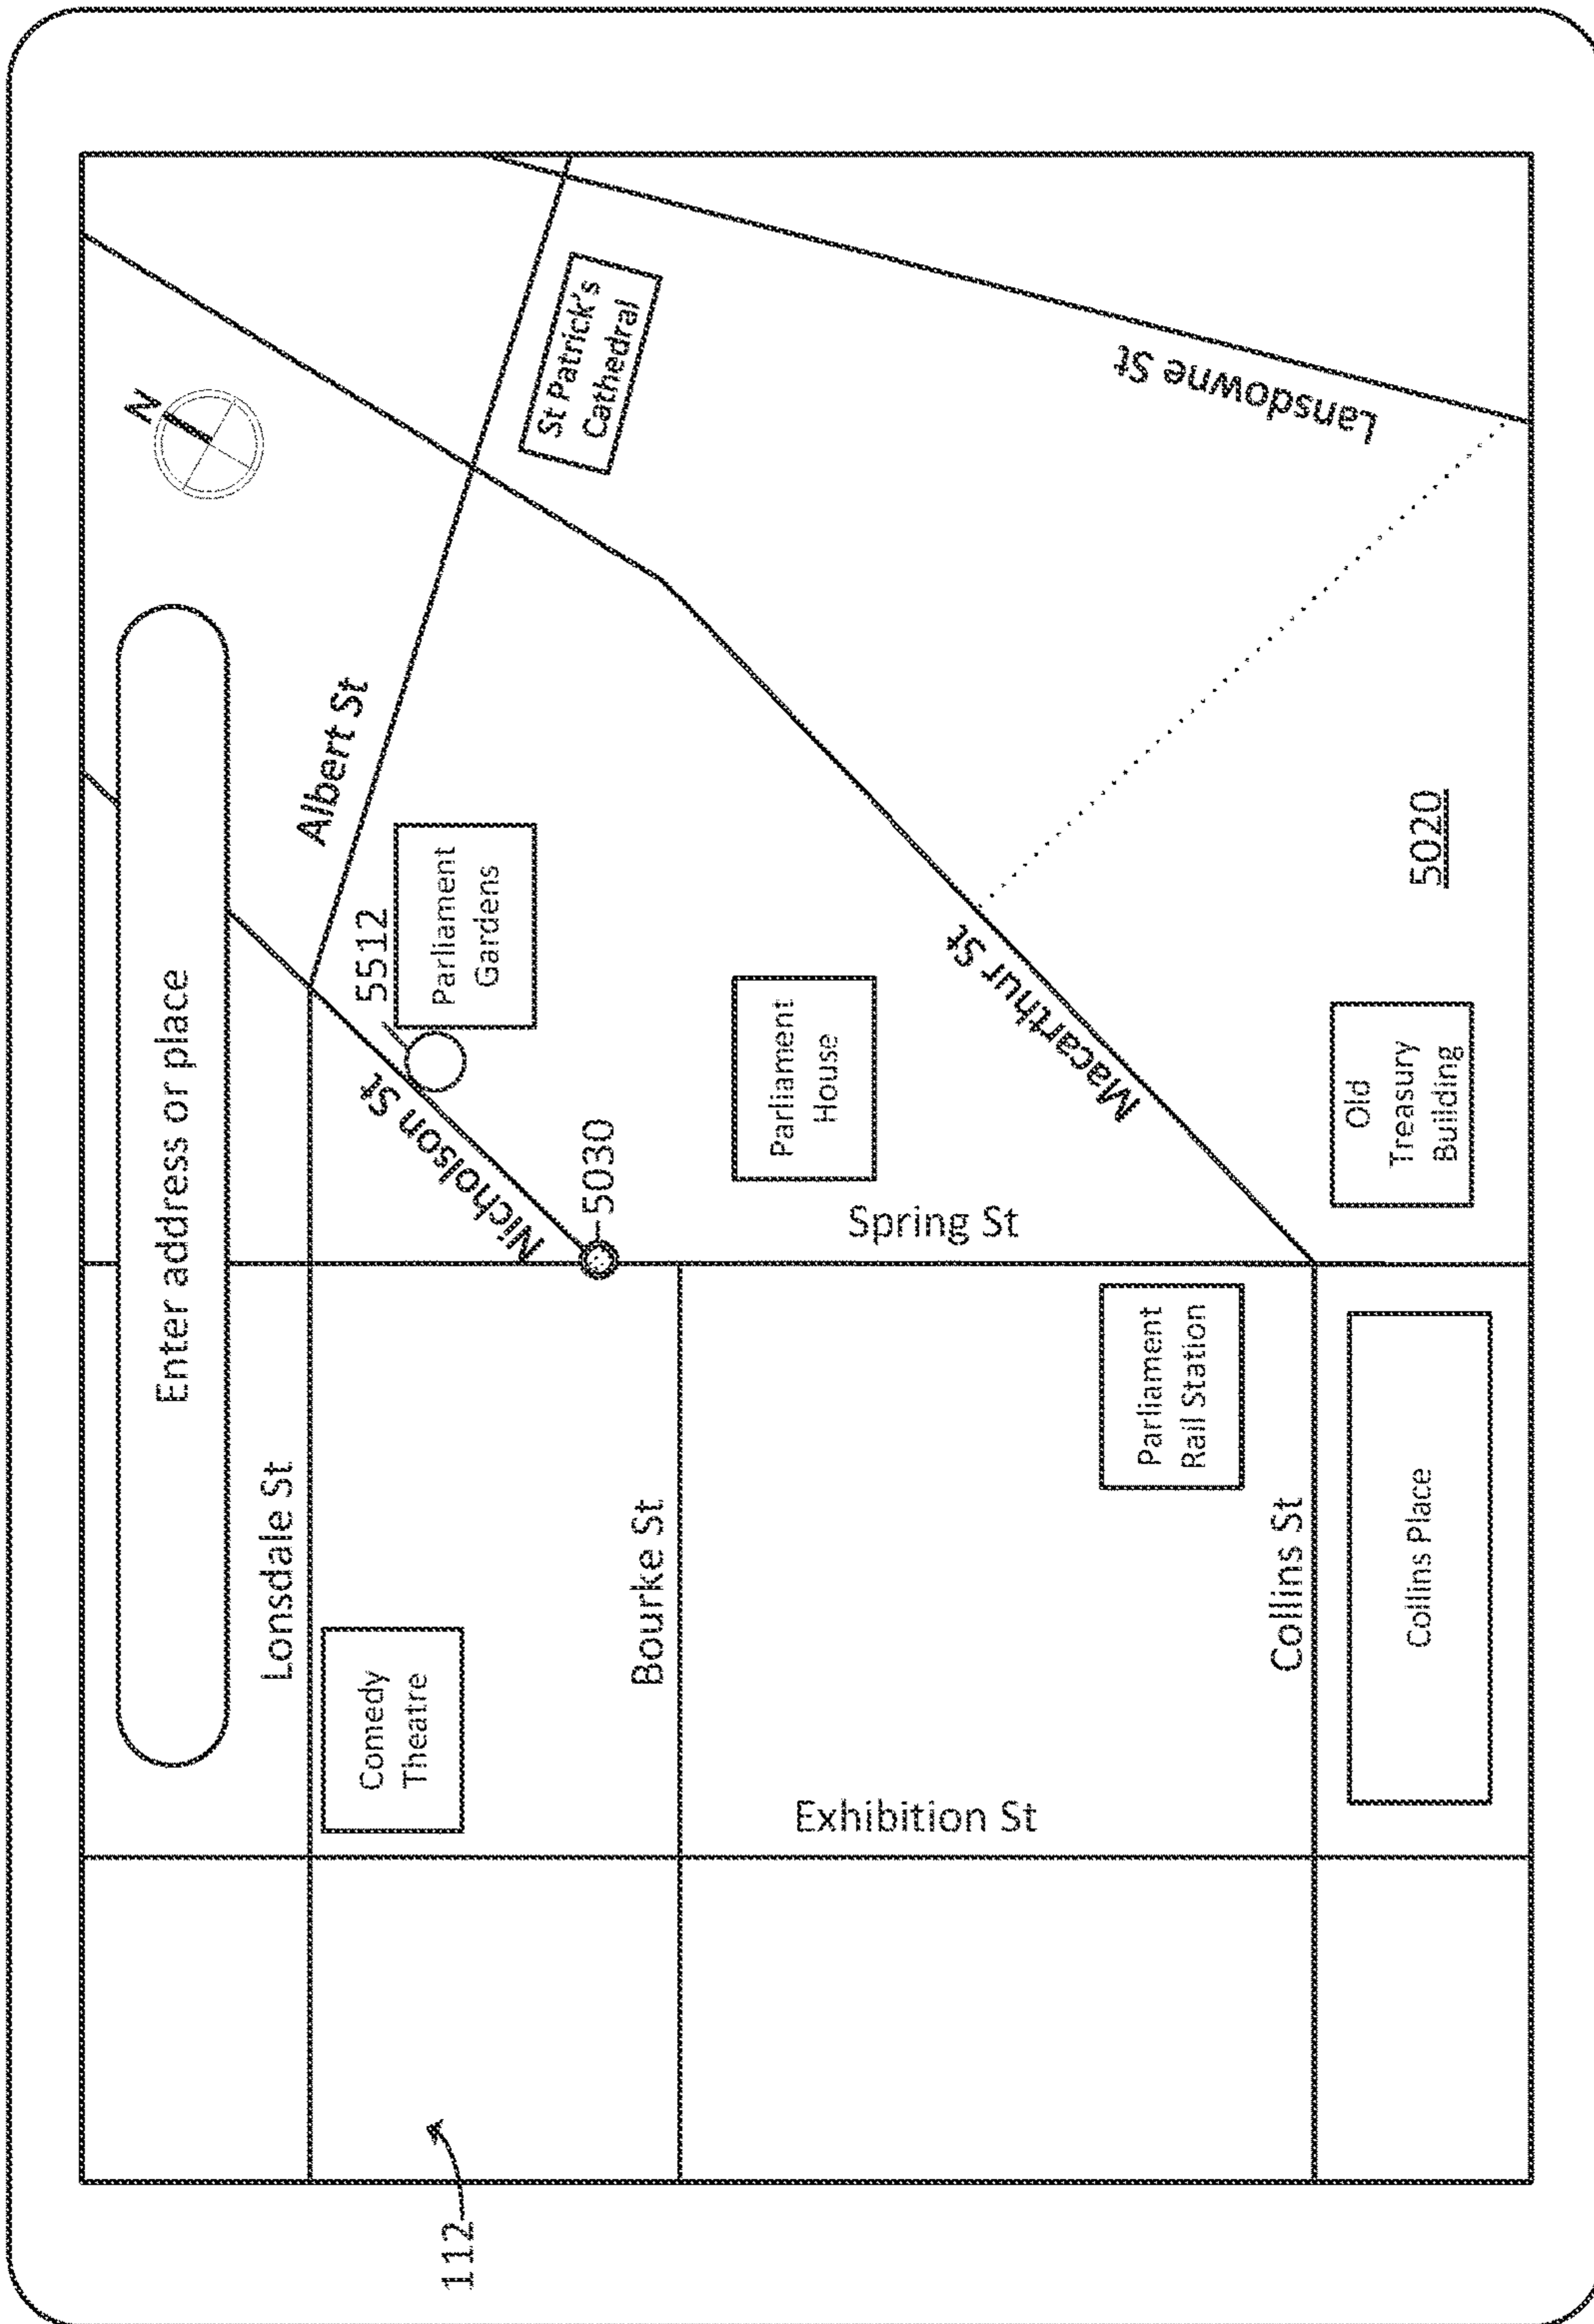 Enter address or place
N
Lonsdale St
Albert St
Nicholson St
5512
Parliament
Gardens
St Patrick's
Cathedral
Comedy
Theatre
112
5030
Bourke St
Parliament
House
Spring St
Exhibition St
Macarthur St
Lansdowne St
Parliament
Rail Station
Collins St
Old
Treasury
Building
Collins Place
5020